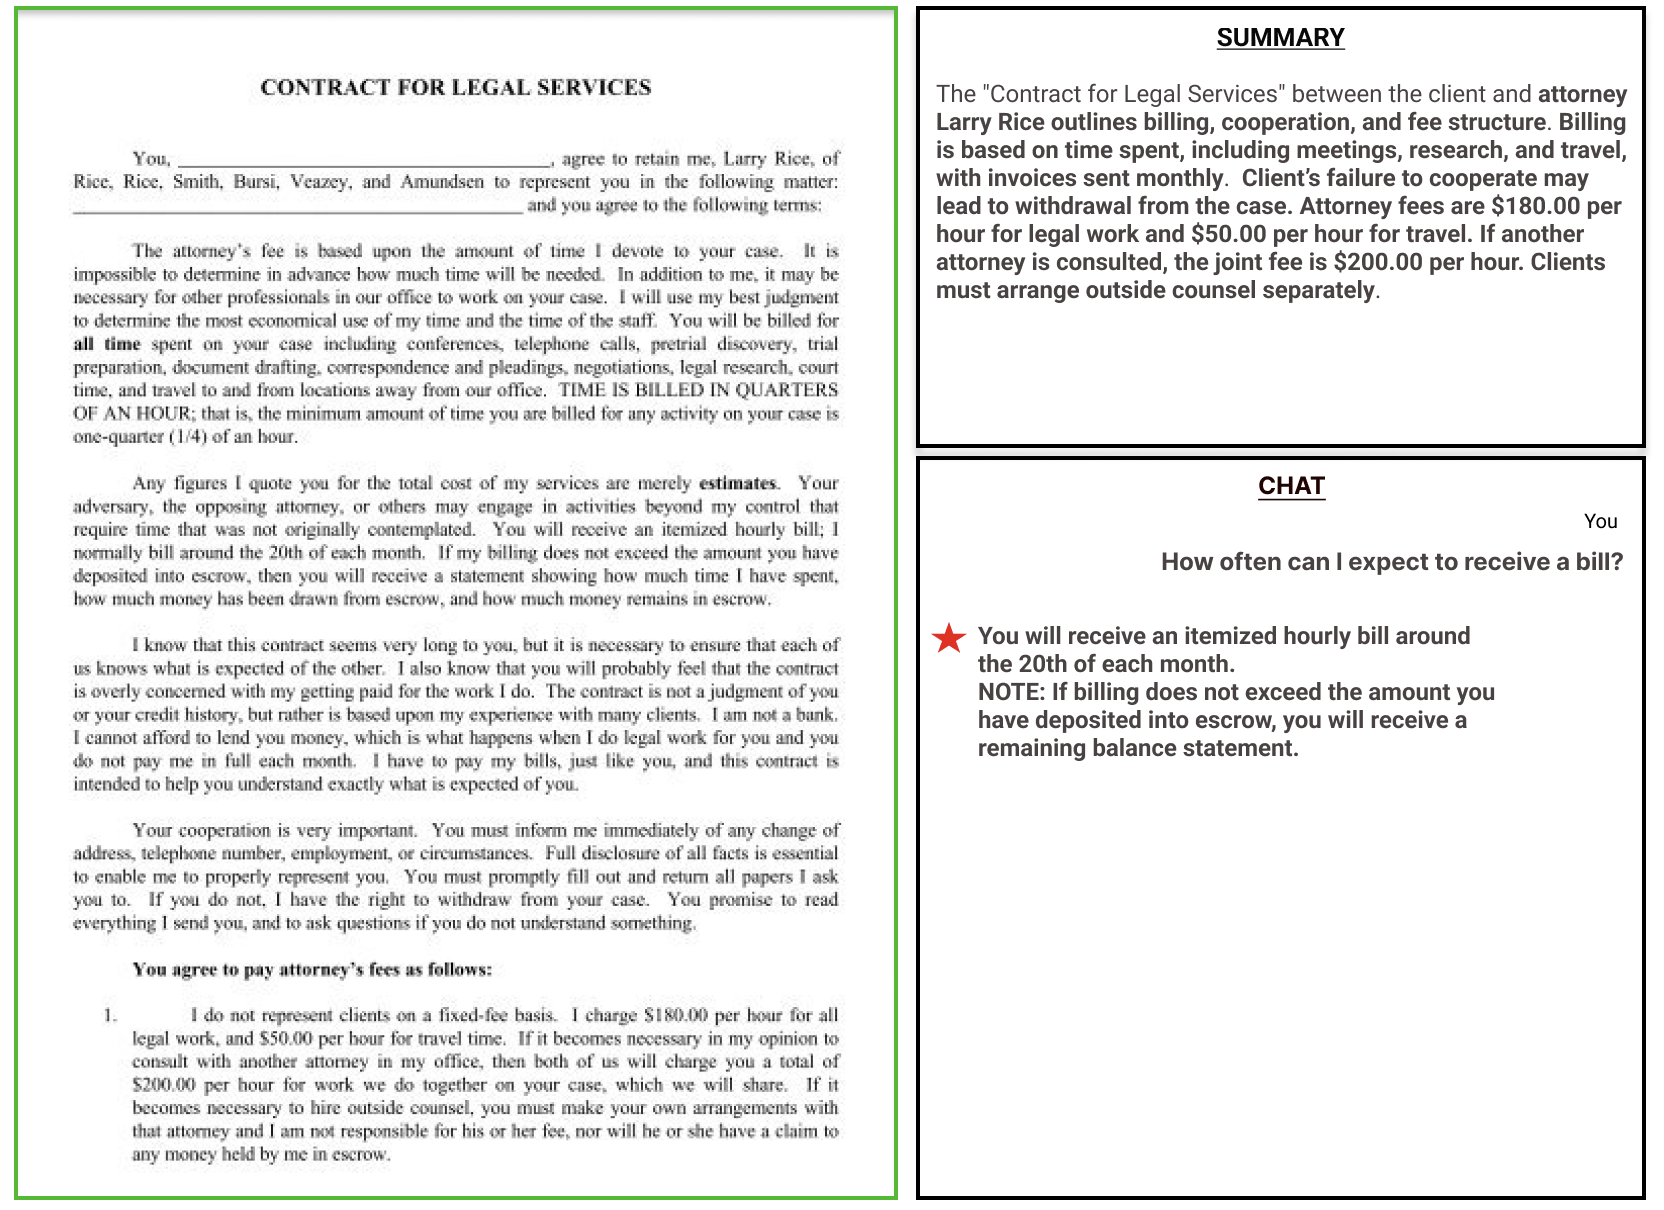 CONTRACT FOR LEGAL SERVICES
You, ______________________________________, agree to retain me, Larry Rice, of
Rice, Rice, Smith, Bursi, Veazey, and Amundsen to represent you in the following matter:
______________________________________________ and you agree to the following terms:
The attorney's fee is based upon the amount of time I devote to your case. It is
impossible to determine in advance how much time will be needed. In addition to me, it may be
necessary for other professionals in our office to work on your case. I will use my best judgment
to determine the most economical use of my time and the time of the staff. You will be billed for
all time spent on your case including conferences, telephone calls, pretrial discovery, trial
preparation, document drafting, correspondence and pleadings, negotiations, legal research, court
time, and travel to and from locations away from our office. TIME IS BILLED IN QUARTERS
OF AN HOUR; that is, the minimum amount of time you are billed for any activity on your case is
one-quarter (1/4) of an hour.
Any figures I quote you for the total cost of my services are merely estimates. Your
adversary, the opposing attorney, or others may engage in activities beyond my control that
require time that was not originally contemplated. You will receive an itemized hourly bill; I
normally bill around the 20th of each month. If my billing does not exceed the amount you have
deposited into escrow, then you will receive a statement showing how much time I have spent,
how much money has been drawn from escrow, and how much money remains in escrow.
I know that this contract seems very long to you, but it is necessary to ensure that each of
us knows what is expected of the other. I also know that you will probably feel that the contract
is overly concerned with my getting paid for the work I do. The contract is not a judgment of you
or your credit history, but rather is based upon my experience with many clients. I am not a bank.
I cannot afford to lend you money, which is what happens when I do legal work for you and you
do not pay me in full each month. I have to pay my bills, just like you, and this contract is
intended to help you understand exactly what is expected of you.
Your cooperation is very important. You must inform me immediately of any change of
address, telephone number, employment, or circumstances. Full disclosure of all facts is essential
to enable me to properly represent you. You must promptly fill out and return all papers I ask
you to. If you do not, I have the right to withdraw from your case. You promise to read
everything I send you, and to ask questions if you do not understand something.
You agree to pay attorney's fees as follows:
1. I do not represent clients on a fixed-fee basis. I charge $180.00 per hour for all
legal work, and $50.00 per hour for travel time. If it becomes necessary in my opinion to
consult with another attorney in my office, then both of us will charge you a total of
$200.00 per hour for work we do together on your case, which we will share. If it
becomes necessary to hire outside counsel, you must make your own arrangements with
that attorney and I am not responsible for his or her fee, nor will he or she have a claim to
any money held by me in escrow.
SUMMARY
The "Contract for Legal Services" between the client and attorney
Larry Rice outlines billing, cooperation, and fee structure. Billing
is based on time spent, including meetings, research, and travel,
with invoices sent monthly. Client’s failure to cooperate may
lead to withdrawal from the case. Attorney fees are $180.00 per
hour for legal work and $50.00 per hour for travel. If another
attorney is consulted, the joint fee is $200.00 per hour. Clients
must arrange outside counsel separately.
CHAT
You
How often can I expect to receive a bill?
You will receive an itemized hourly bill around
the 20th of each month.
NOTE: If billing does not exceed the amount you
have deposited into escrow, you will receive a
remaining balance statement.